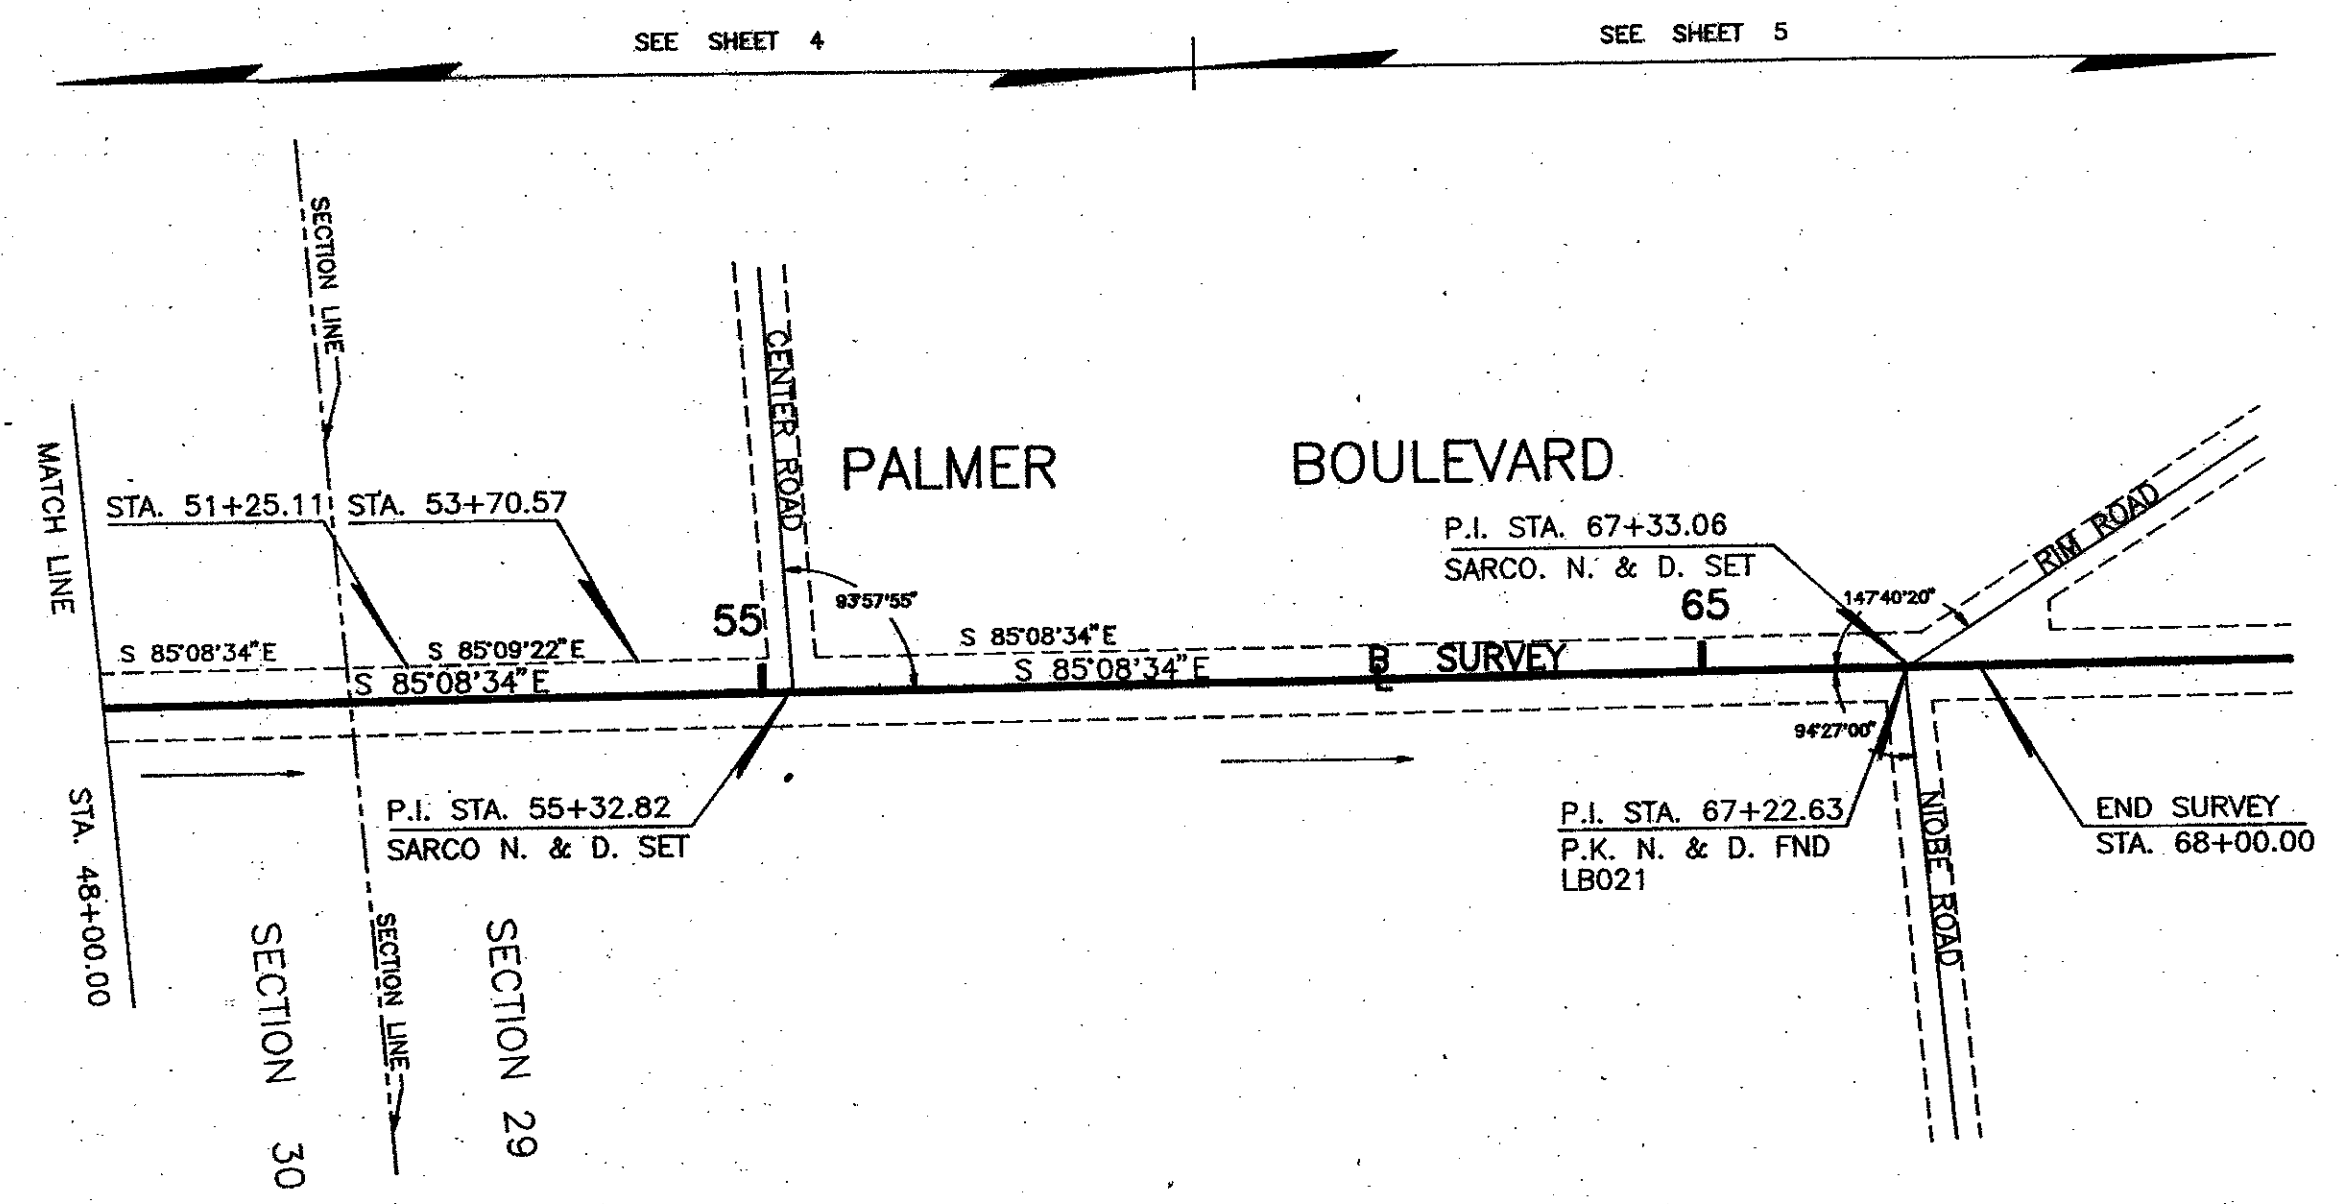 SEE SHEET 4
SEE SHEET 5
SECTION LINE
CENTER ROAD
PALMER BOULEVARD
MATCH LINE
STA. 48+00.00
STA. 51+25.11
STA. 53+70.57
P.I. STA. 67+33.06
SARCO. N. & D. SET
RIM ROAD
55
93°57'55"
65
147°40'20"
S 85°08'34"E
S 85°09'22"E
S 85°08'34"E
S 85°08'34"E
S 85°08'34"E
BL SURVEY
94°27'00"
P.I. STA. 55+32.82
SARCO N. & D. SET
P.I. STA. 67+22.63
P.K. N. & D. FND
LB021
NIOBE ROAD
END SURVEY
STA. 68+00.00
SECTION 30
SECTION LINE
SECTION 29